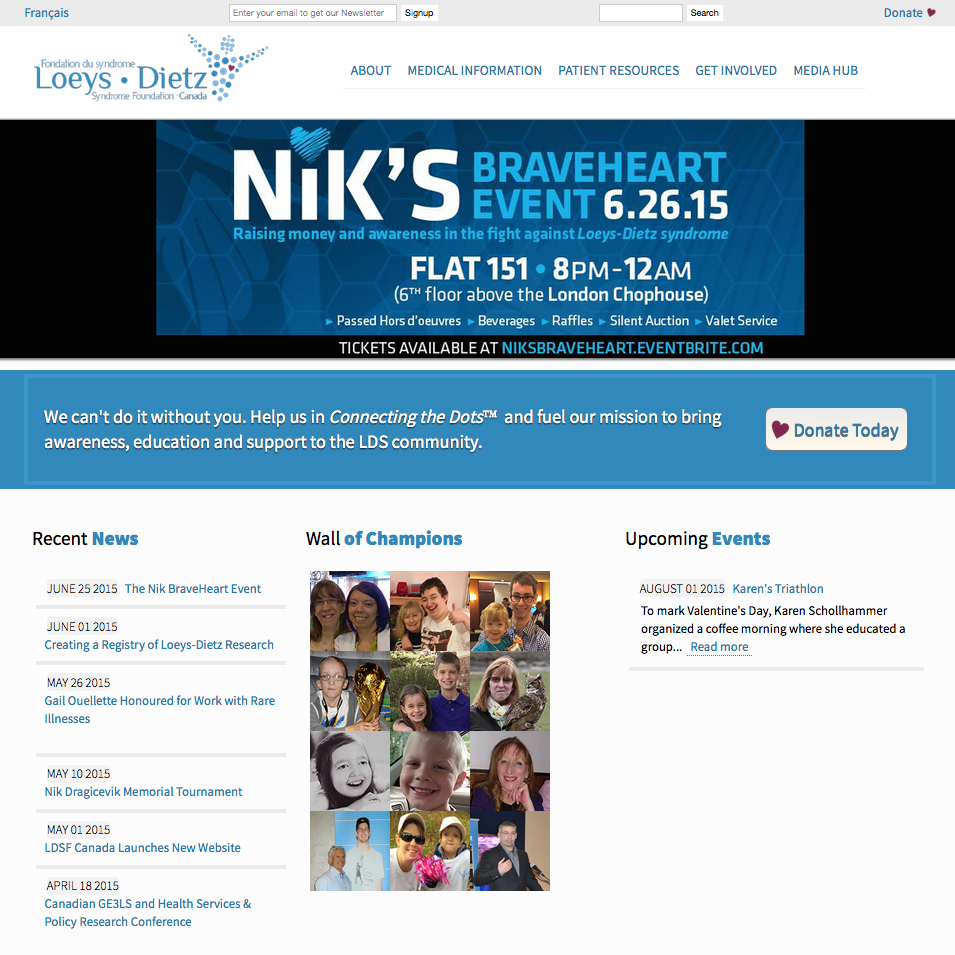 Français
Enter your email to get our Newsletter
Signup
Search
Donate
Fondation du syndrome
Loeys · Dietz
Syndrome Foundation · Canada
ABOUT
MEDICAL INFORMATION
PATIENT RESOURCES
GET INVOLVED
MEDIA HUB
NiK'S
BRAVEHEART
EVENT 6.26.15
Raising money and awareness in the fight against Loeys-Dietz syndrome
FLAT 151 • 8PM-12AM
(6TH floor above the London Chophouse)
► Passed Hors d'oeuvres ► Beverages ► Raffles ► Silent Auction ► Valet Service
TICKETS AVAILABLE AT NIKSBRAVEHEART.EVENTBRITE.COM
We can't do it without you. Help us in Connecting the Dots™ and fuel our mission to bring
awareness, education and support to the LDS community.
Donate Today
Recent News
JUNE 25 2015 The Nik BraveHeart Event
JUNE 01 2015
Creating a Registry of Loeys-Dietz Research
MAY 26 2015
Gail Ouellette Honoured for Work with Rare
Illnesses
MAY 10 2015
Nik Dragicevik Memorial Tournament
MAY 01 2015
LDSF Canada Launches New Website
APRIL 18 2015
Canadian GE3LS and Health Services &
Policy Research Conference
Wall of Champions
Upcoming Events
AUGUST 01 2015 Karen's Triathlon
To mark Valentine's Day, Karen Schollhammer
organized a coffee morning where she educated a
group... Read more